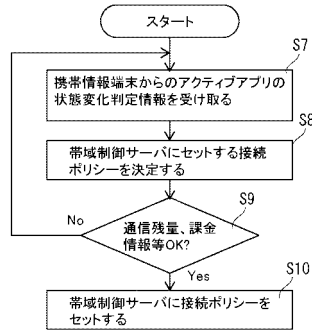 スタート
S7
携帯情報端末からのアクティブアプリの
状態変化判定情報を受け取る
S8
帯域制御サーバにセットする接続
ポリシーを決定する
S9
通信残量、課金
情報等OK?
No
Yes
S10
帯域制御サーバに接続ポリシーを
セットする